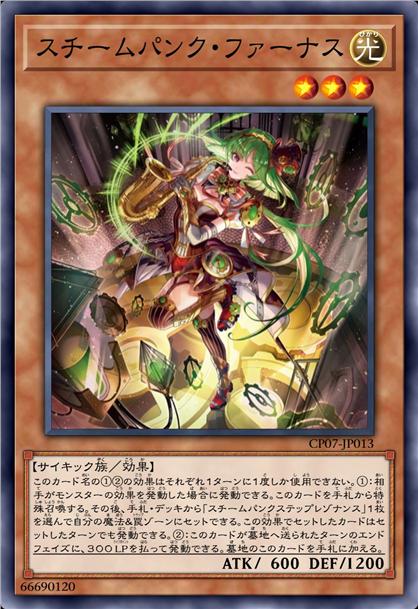 スチームパンク・ファーナス
光
CP07-JP013
【サイキック族/効果】
このカード名の①②の効果はそれぞれ1ターンに1度しか使用できない。①:相
手がモンスターの効果を発動した場合に発動できる。このカードを手札から特
殊召喚する。その後、手札・デッキから「スチームパンクステップレゾナンス」1枚
を選んで自分の魔法&罠ゾーンにセットできる。この効果でセットしたカードはセ
ットしたターンでも発動できる。②:このカードが墓地へ送られたターンのエンド
フェイズに、300LPを払って発動できる。墓地のこのカードを手札に加える。
ATK/ 600 DEF/1200
66690120